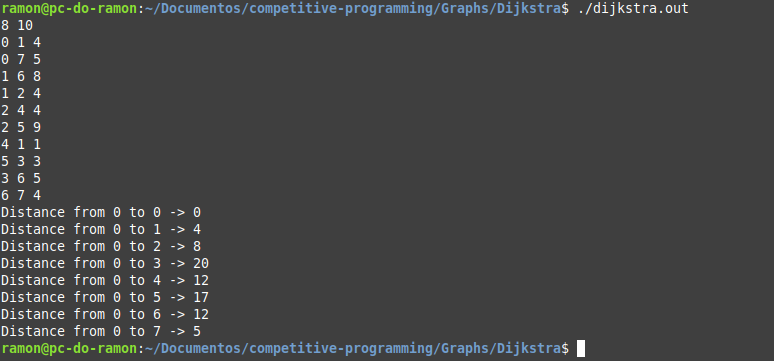 ramon@pc-do-ramon:~/Documentos/competitive-programming/Graphs/Dijkstra$ ./dijkstra.out
8 10
0 1 4
0 7 5
1 6 8
1 2 4
2 4 4
2 5 9
4 1 1
5 3 3
3 6 5
6 7 4
Distance from 0 to 0 -> 0
Distance from 0 to 1 -> 4
Distance from 0 to 2 -> 8
Distance from 0 to 3 -> 20
Distance from 0 to 4 -> 12
Distance from 0 to 5 -> 17
Distance from 0 to 6 -> 12
Distance from 0 to 7 -> 5
ramon@pc-do-ramon:~/Documentos/competitive-programming/Graphs/Dijkstra$